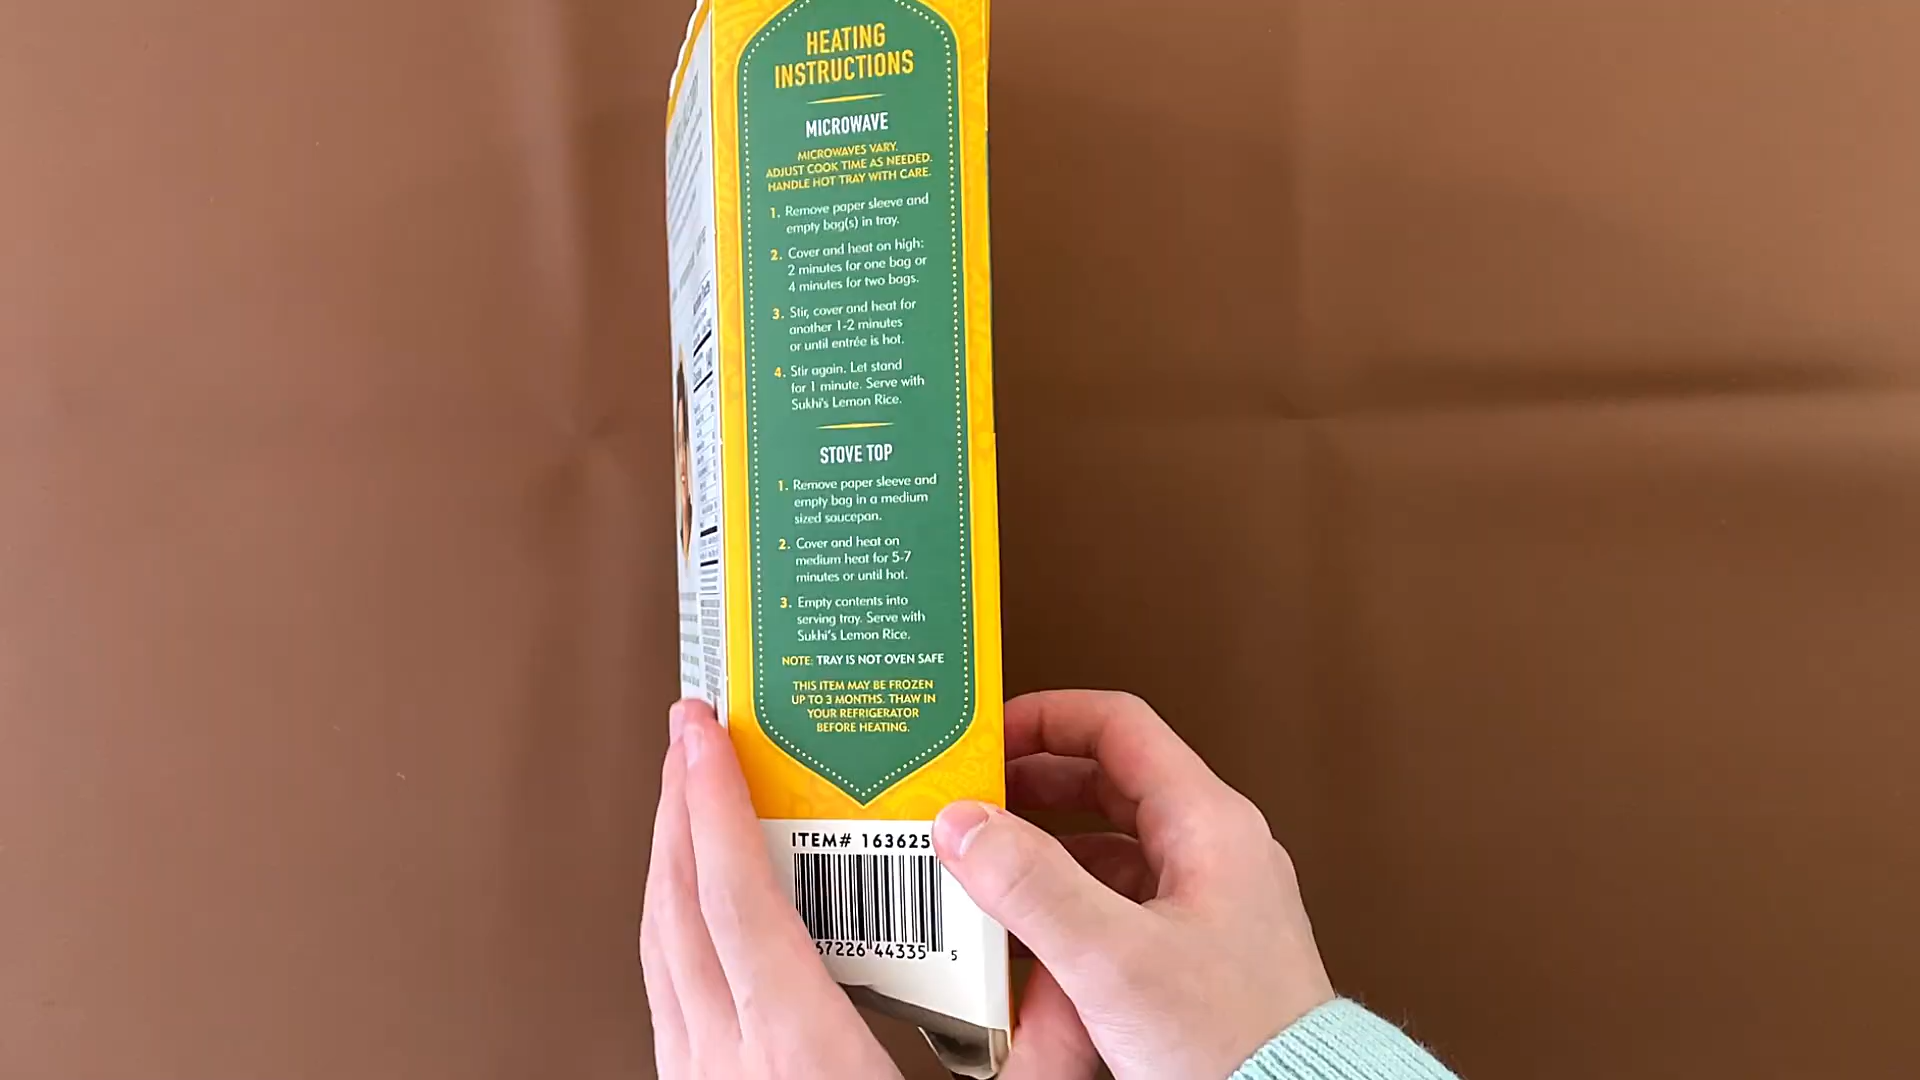 HEATING
INSTRUCTIONS
MICROWAVE
MICROWAVES VARY.
ADJUST COOK TIME AS NEEDED.
HANDLE HOT TRAY WITH CARE.
1. Remove paper sleeve and
empty bag(s) in tray.
2. Cover and heat on high:
2 minutes for one bag or
4 minutes for two bags.
3. Stir, cover and heat for
another 1-2 minutes
or until entrée is hot.
4. Stir again. Let stand
for 1 minute. Serve with
Sukhi's Lemon Rice.
STOVE TOP
1. Remove paper sleeve and
empty bag in a medium
sized saucepan.
2. Cover and heat on
medium heat for 5-7
minutes or until hot.
3. Empty contents into
serving tray. Serve with
Sukhi's Lemon Rice.
NOTE: TRAY IS NOT OVEN SAFE
THIS ITEM MAY BE FROZEN
UP TO 3 MONTHS. THAW IN
YOUR REFRIGERATOR
BEFORE HEATING.
ITEM# 163625
67226 44335 5